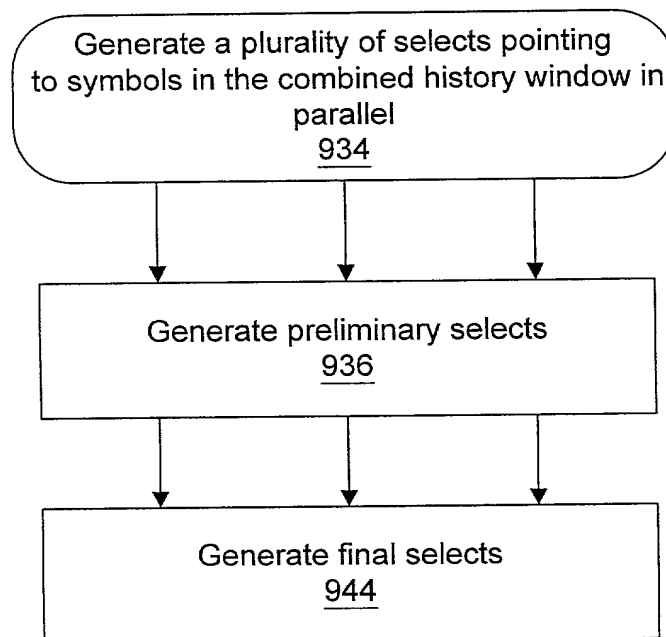 Generate a plurality of selects pointing
to symbols in the combined history window in
parallel
934
Generate preliminary selects
936
Generate final selects
944